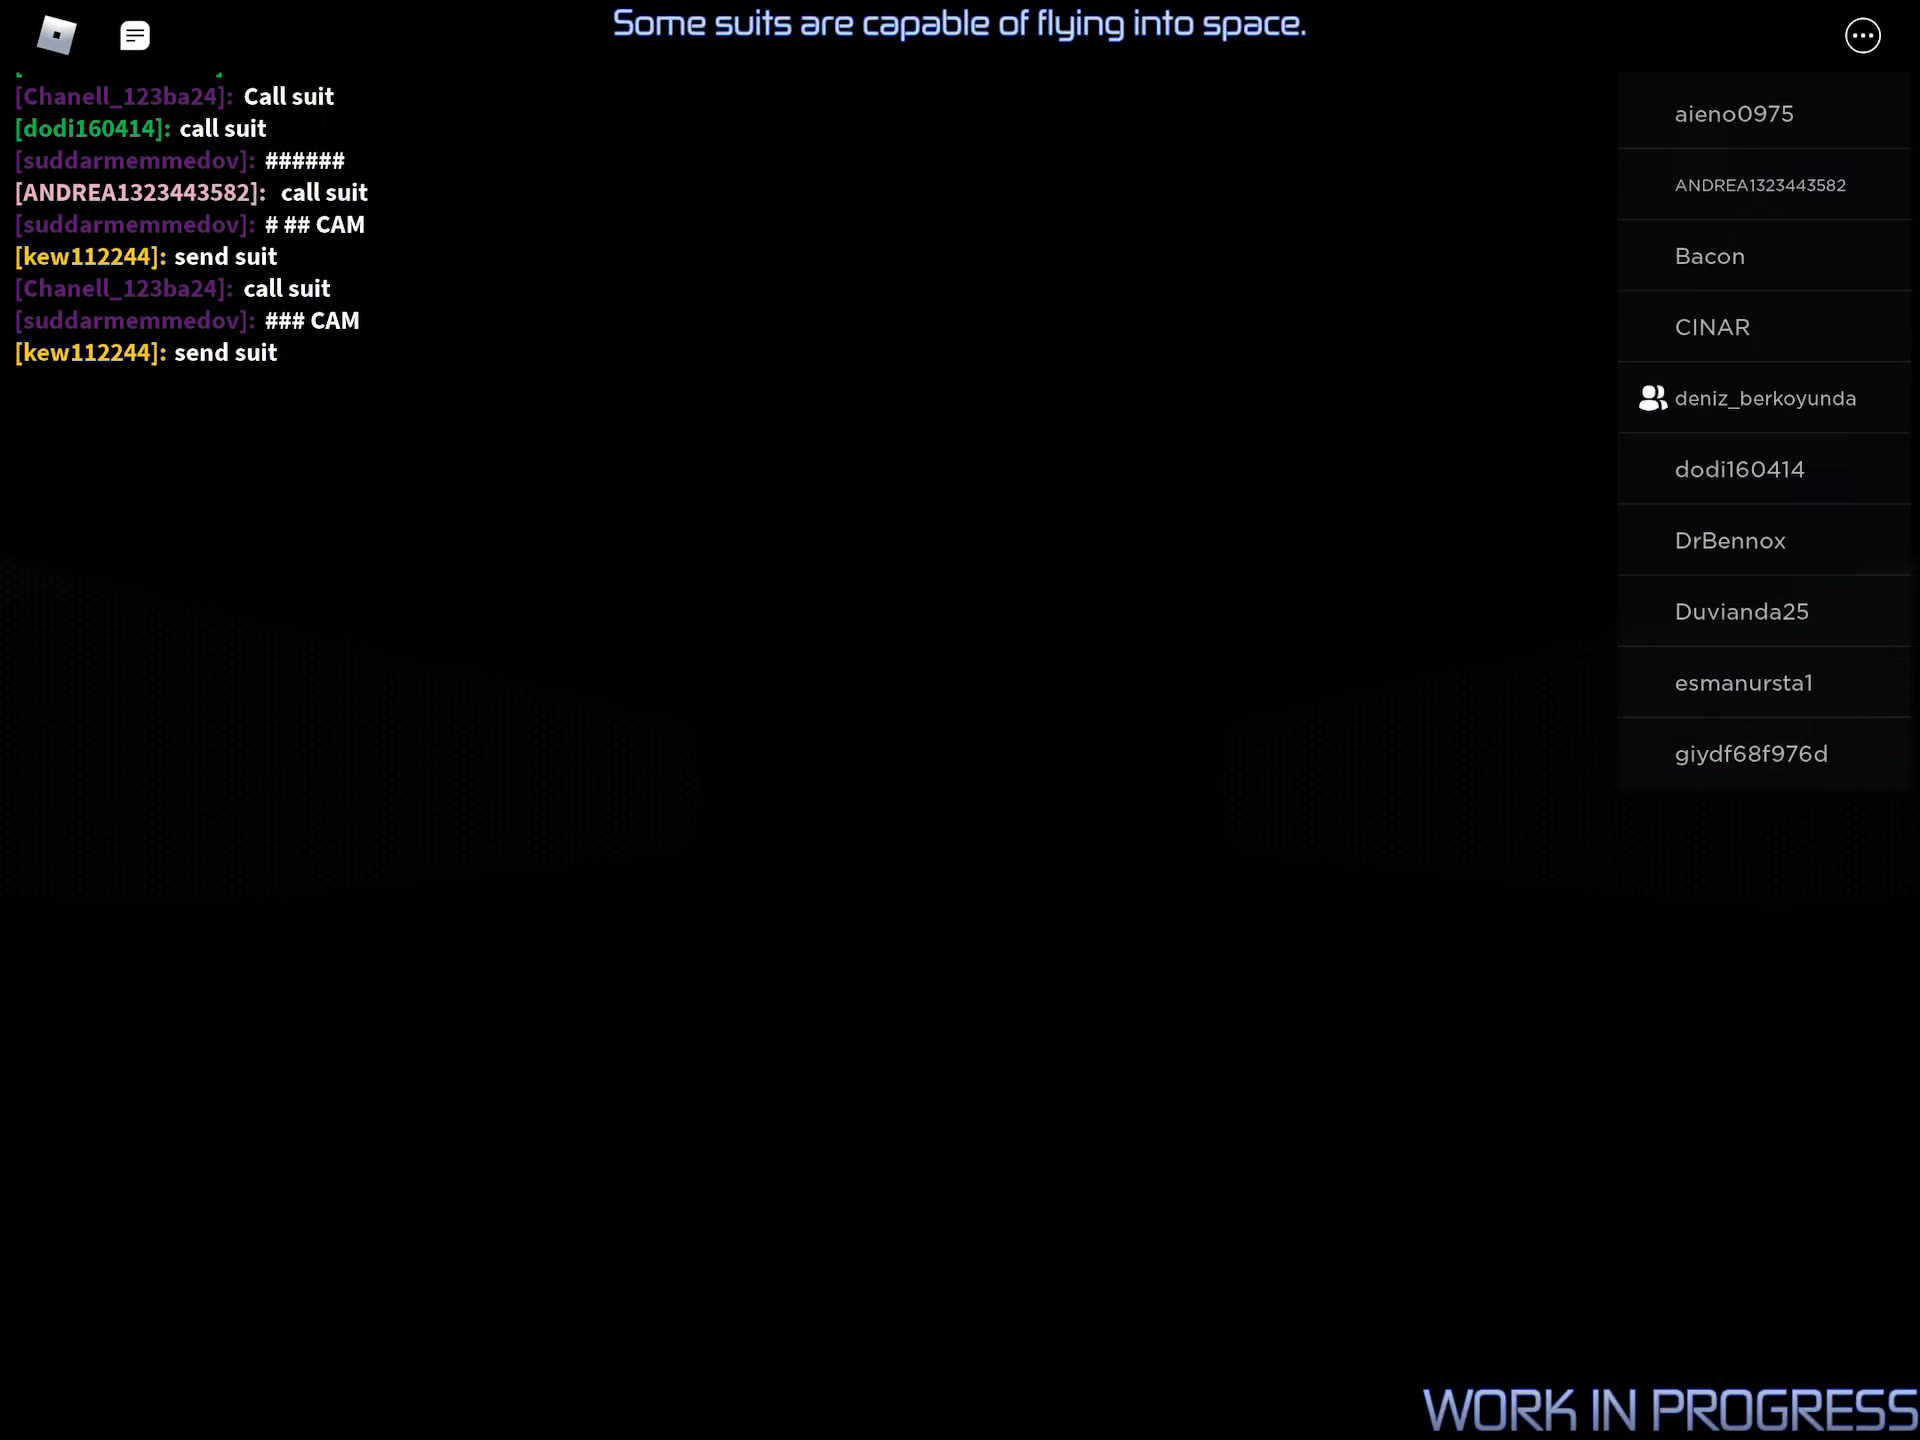 Some suits are capable of flying into space.
[Chanell_123ba24]: Call suit
[dodi160414]: call suit
[suddarmemmedov]: ######
[ANDREA1323443582]: call suit
[suddarmemmedov]: # ## CAM
[kew112244]: send suit
[Chanell_123ba24]: call suit
[suddarmemmedov]: ### CAM
[kew112244]: send suit
aieno0975
ANDREA1323443582
Bacon
CINAR
deniz_berkoyunda
dodi160414
DrBennox
Duvianda25
esmanursta1
giydf68f976d
WORK IN PROGRESS